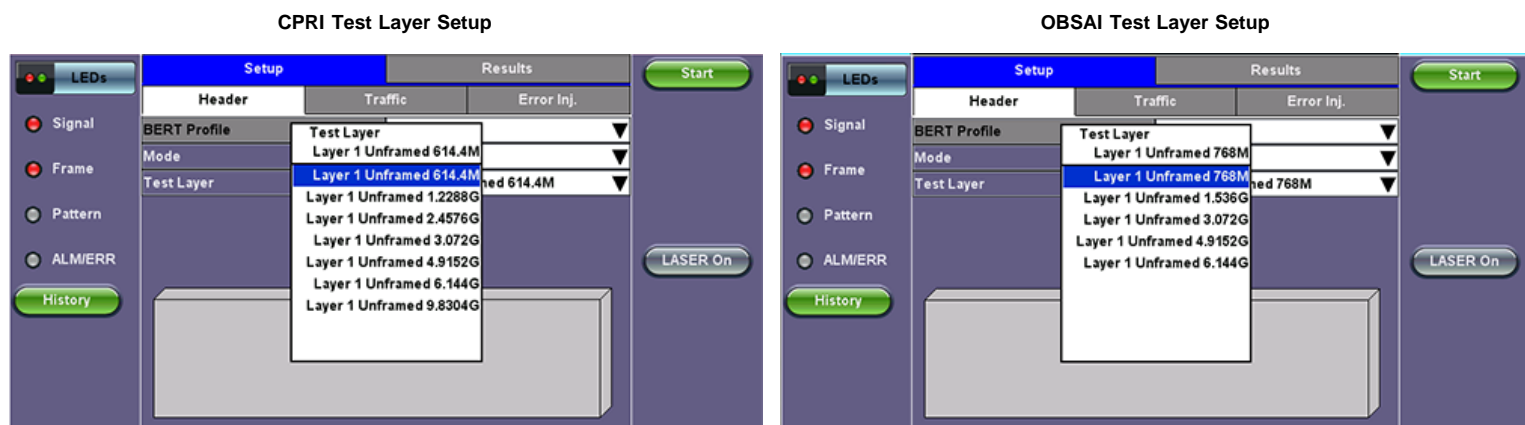 CPRI Test Layer Setup
LEDs
Setup
Results
Start
Header
Traffic
Error Inj.
Signal
Frame
Pattern
ALM/ERR
History
BERT Profile
Mode
Test Layer
Test Layer
Layer 1 Unframed 614.4M
Layer 1 Unframed 614.4M
Layer 1 Unframed 1.2288G
Layer 1 Unframed 2.4576G
Layer 1 Unframed 3.072G
Layer 1 Unframed 4.9152G
Layer 1 Unframed 6.144G
Layer 1 Unframed 9.8304G
ned 614.4M
LASER On
OBSAI Test Layer Setup
LEDs
Setup
Results
Start
Header
Traffic
Error Inj.
Signal
Frame
Pattern
ALM/ERR
History
BERT Profile
Mode
Test Layer
Test Layer
Layer 1 Unframed 768M
Layer 1 Unframed 768M
Layer 1 Unframed 1.536G
Layer 1 Unframed 3.072G
Layer 1 Unframed 4.9152G
Layer 1 Unframed 6.144G
ned 768M
LASER On